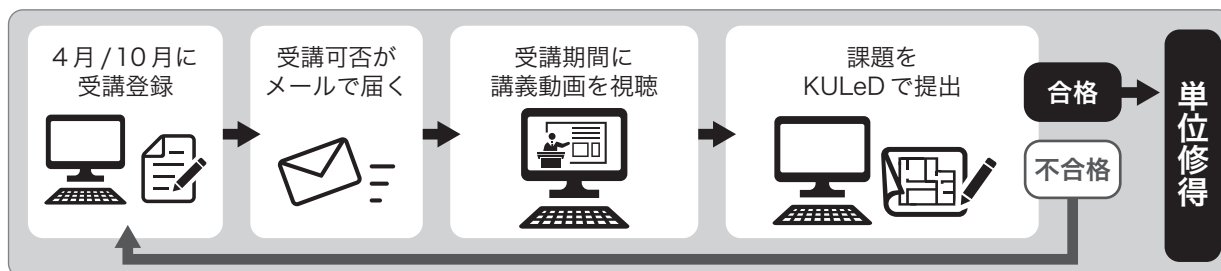 4月/10月に
受講登録
受講可否が
メールで届く
受講期間に
講義動画を視聴
課題を
KULeDで提出
合格
不合格
単位修得